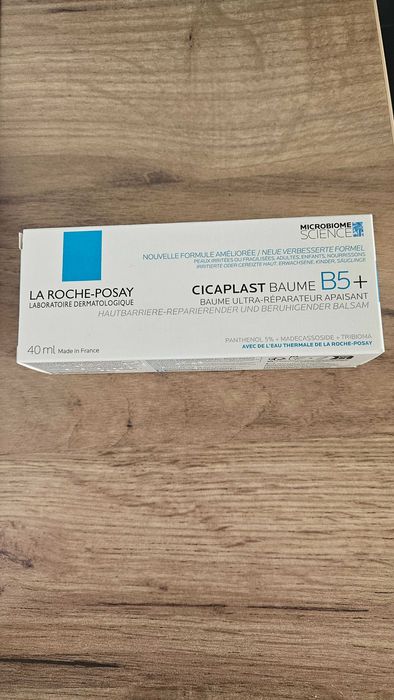 MICROBIOME
SCIENCE
NOUVELLE FORMULE AMÉLIORÉE / NEUE VERBESSERTE FORMEL
PEAUX IRRITÉES OU FRAGILISÉES, ADULTES, ENFANTS, NOURRISSONS
IRRITIERTE ODER GEREIZTE HAUT. ERWACHSENE, KINDER, SÄUGLINGE
LA ROCHE-POSAY
LABORATOIRE DERMATOLOGIQUE
CICAPLAST BAUME B5+
BAUME ULTRA-RÉPARATEUR APAISANT
HAUTBARRIERE-REPARIERENDER UND BERUHIGENDER BALSAM
PANTHENOL 5% + MADECASSOSIDE + TRIBIOMA
AVEC DE L'EAU THERMALE DE LA ROCHE-POSAY
40 ml Made in France